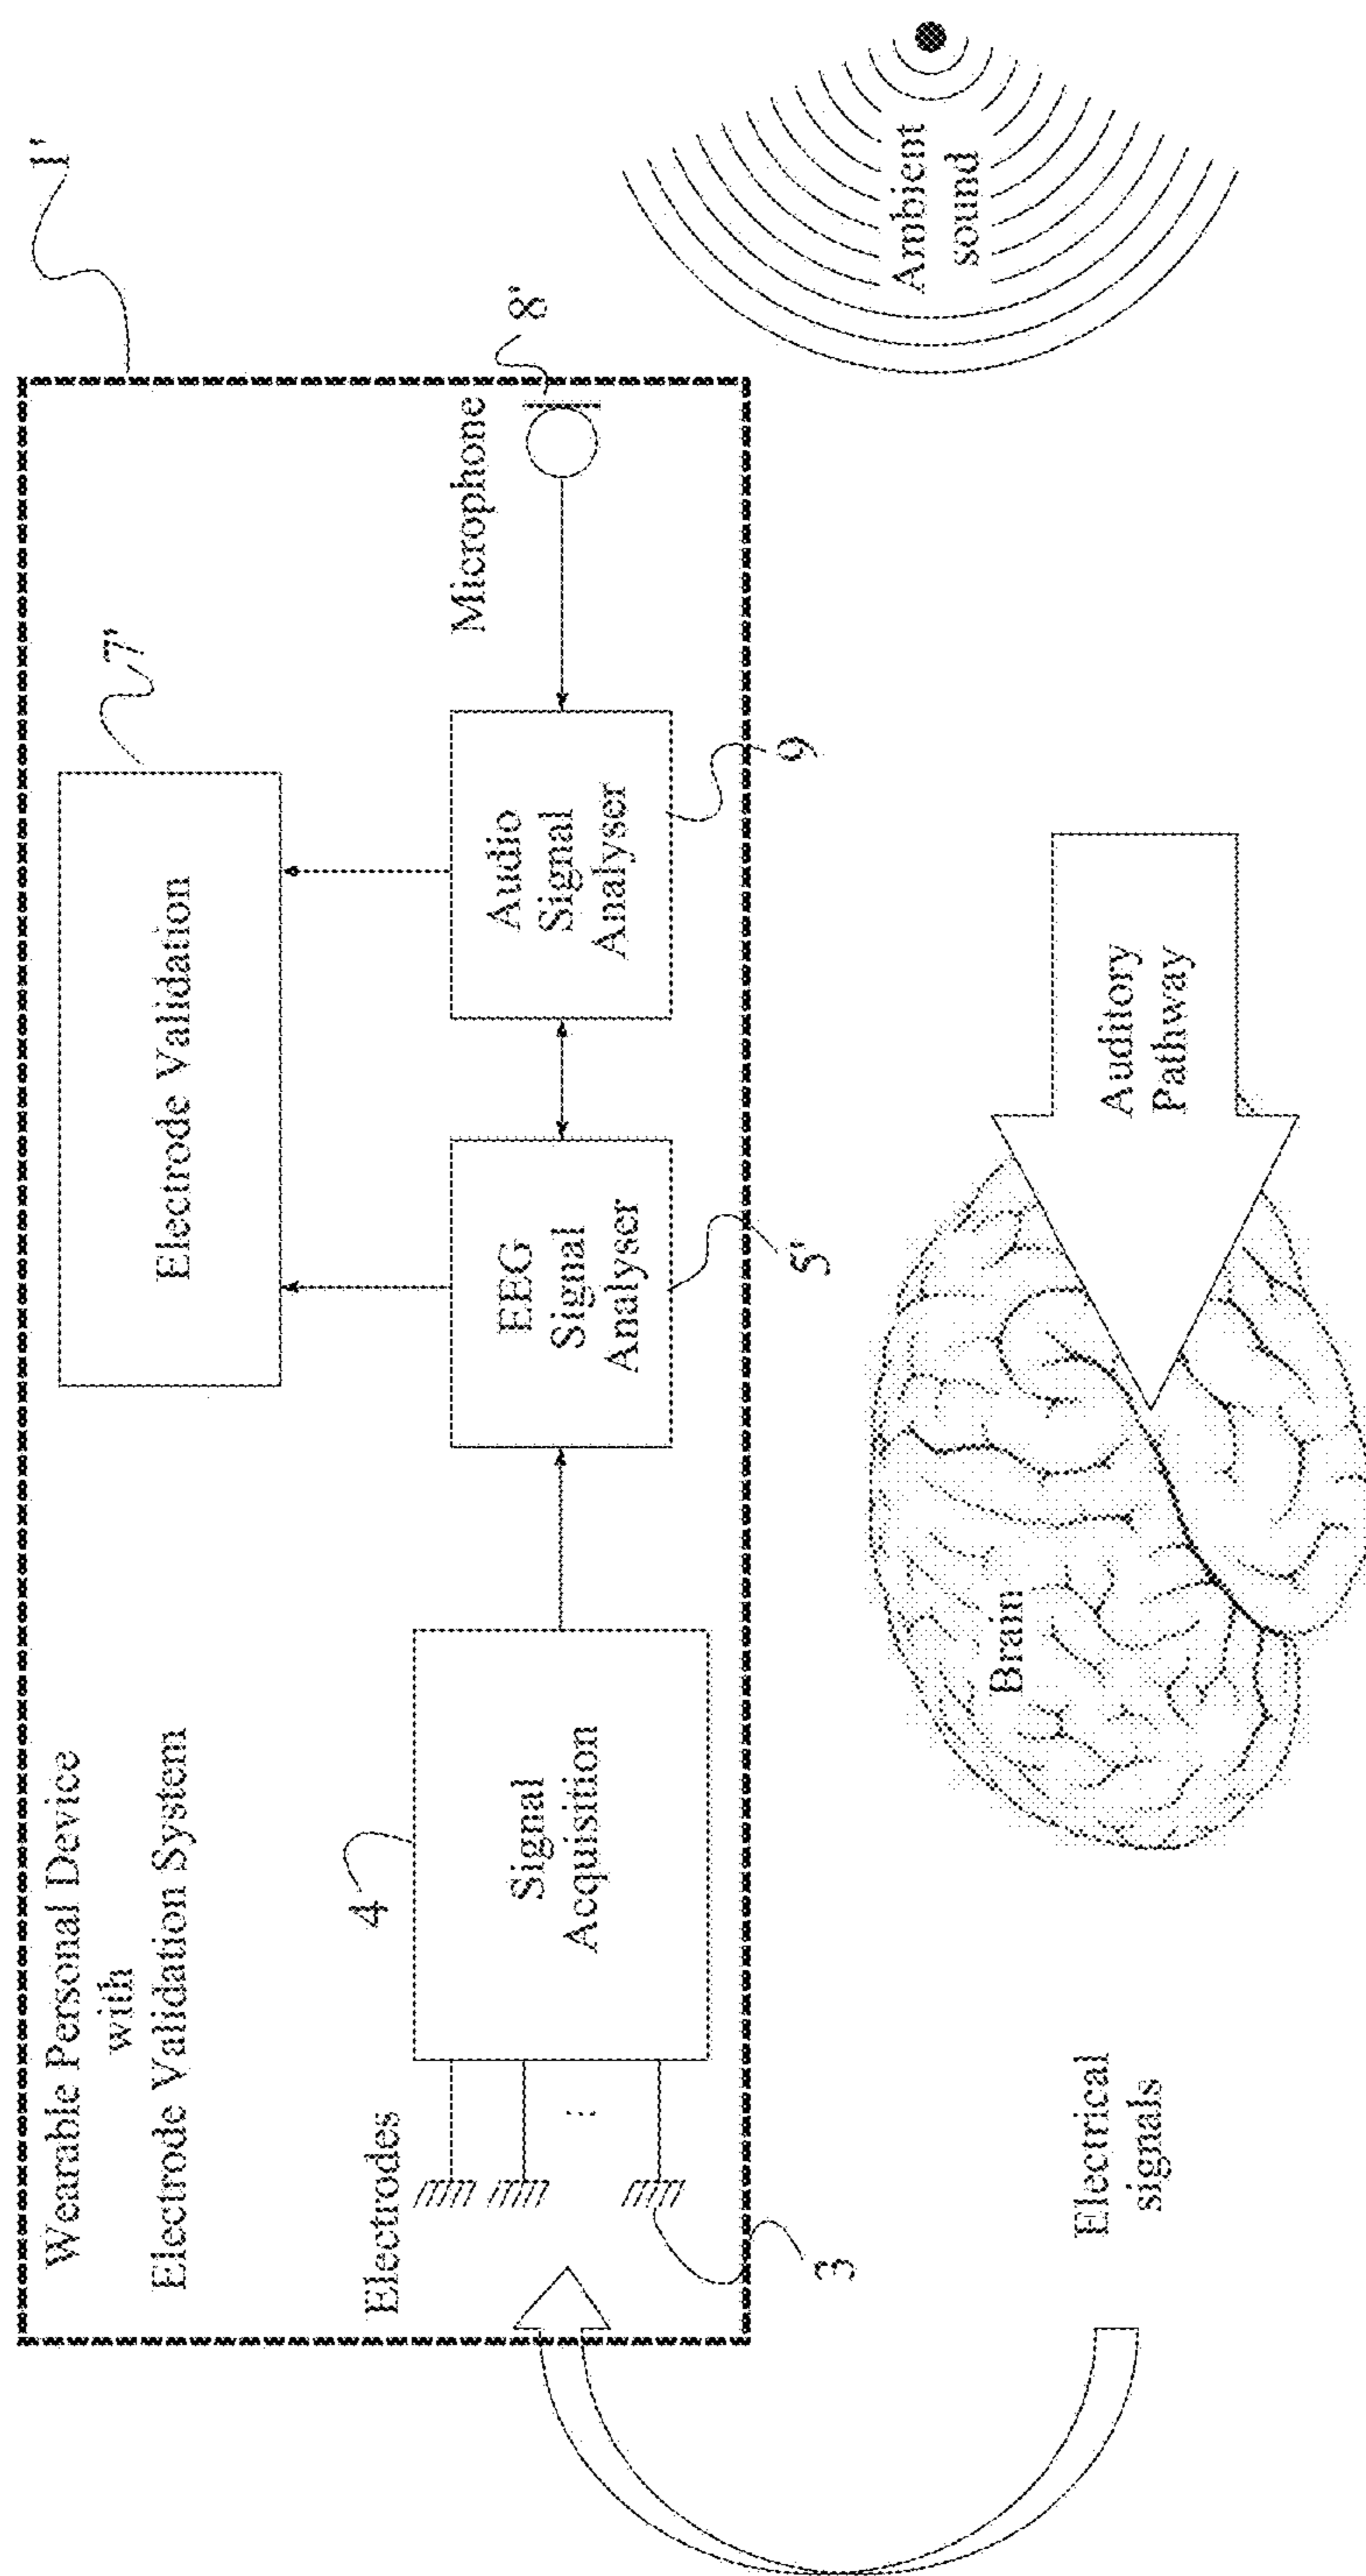 Wearable Personal Device
with
Electrode Validation System
1'
7'
Electrode Validation
Electrodes
4
Signal
Acquisition
EEG
Signal
Analyser
Audio
Signal
Analyser
Microphone
8'
3
5'
9
Ambient
sound
Brain
Auditory
Pathway
Electrical
signals